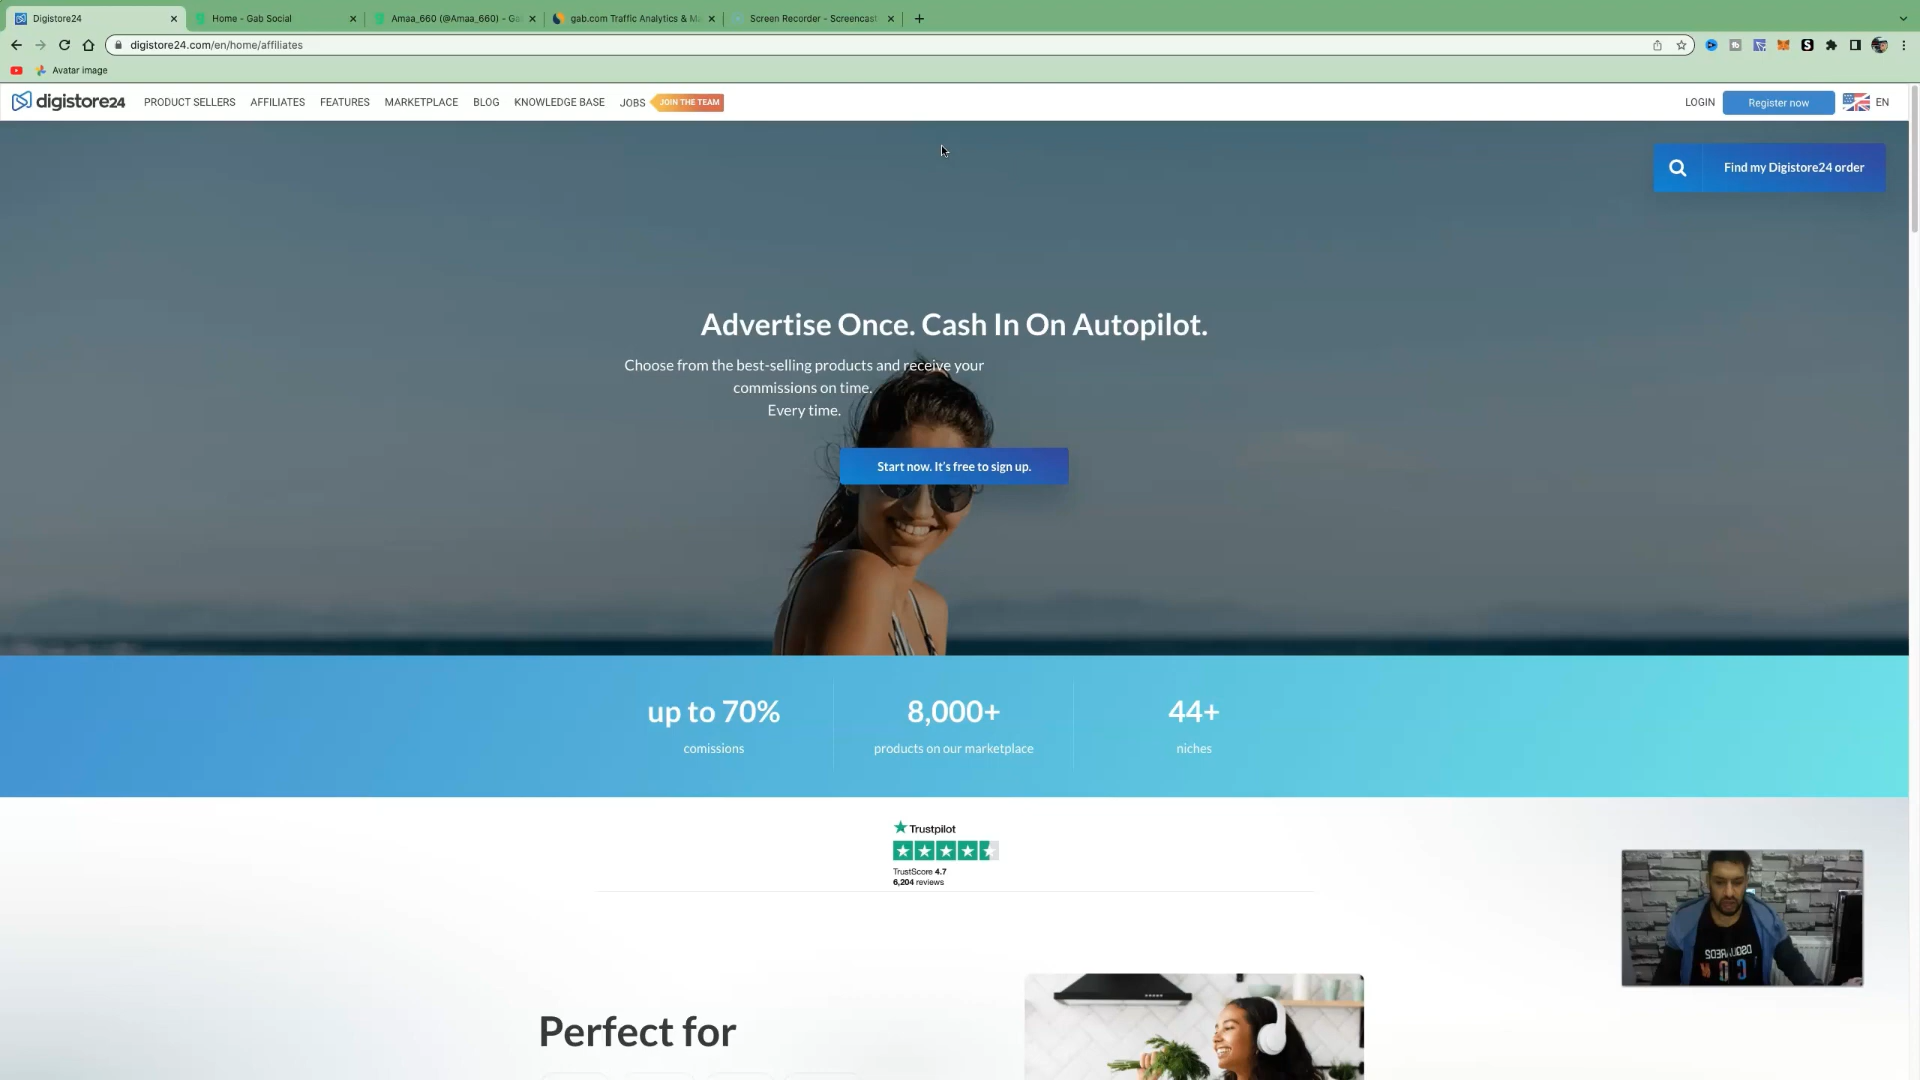 Digistore24
Home - Gab Social
Amaa_660 (@Amaa_660) - Ga
gab.com Traffic Analytics & Ma
Screen Recorder - Screencast
digistore24.com/en/home/affiliates
Avatar image
digistore24
PRODUCT SELLERS
AFFILIATES
FEATURES
MARKETPLACE
BLOG
KNOWLEDGE BASE
JOBS
JOIN THE TEAM
LOGIN
Register now
EN
Find my Digistore24 order
Advertise Once. Cash In On Autopilot.
Choose from the best-selling products and receive your
commissions on time.
Every time.
Start now. It's free to sign up.
up to 70%
comissions
8,000+
products on our marketplace
44+
niches
Trustpilot
TrustScore 4.7
6,204 reviews
Perfect for